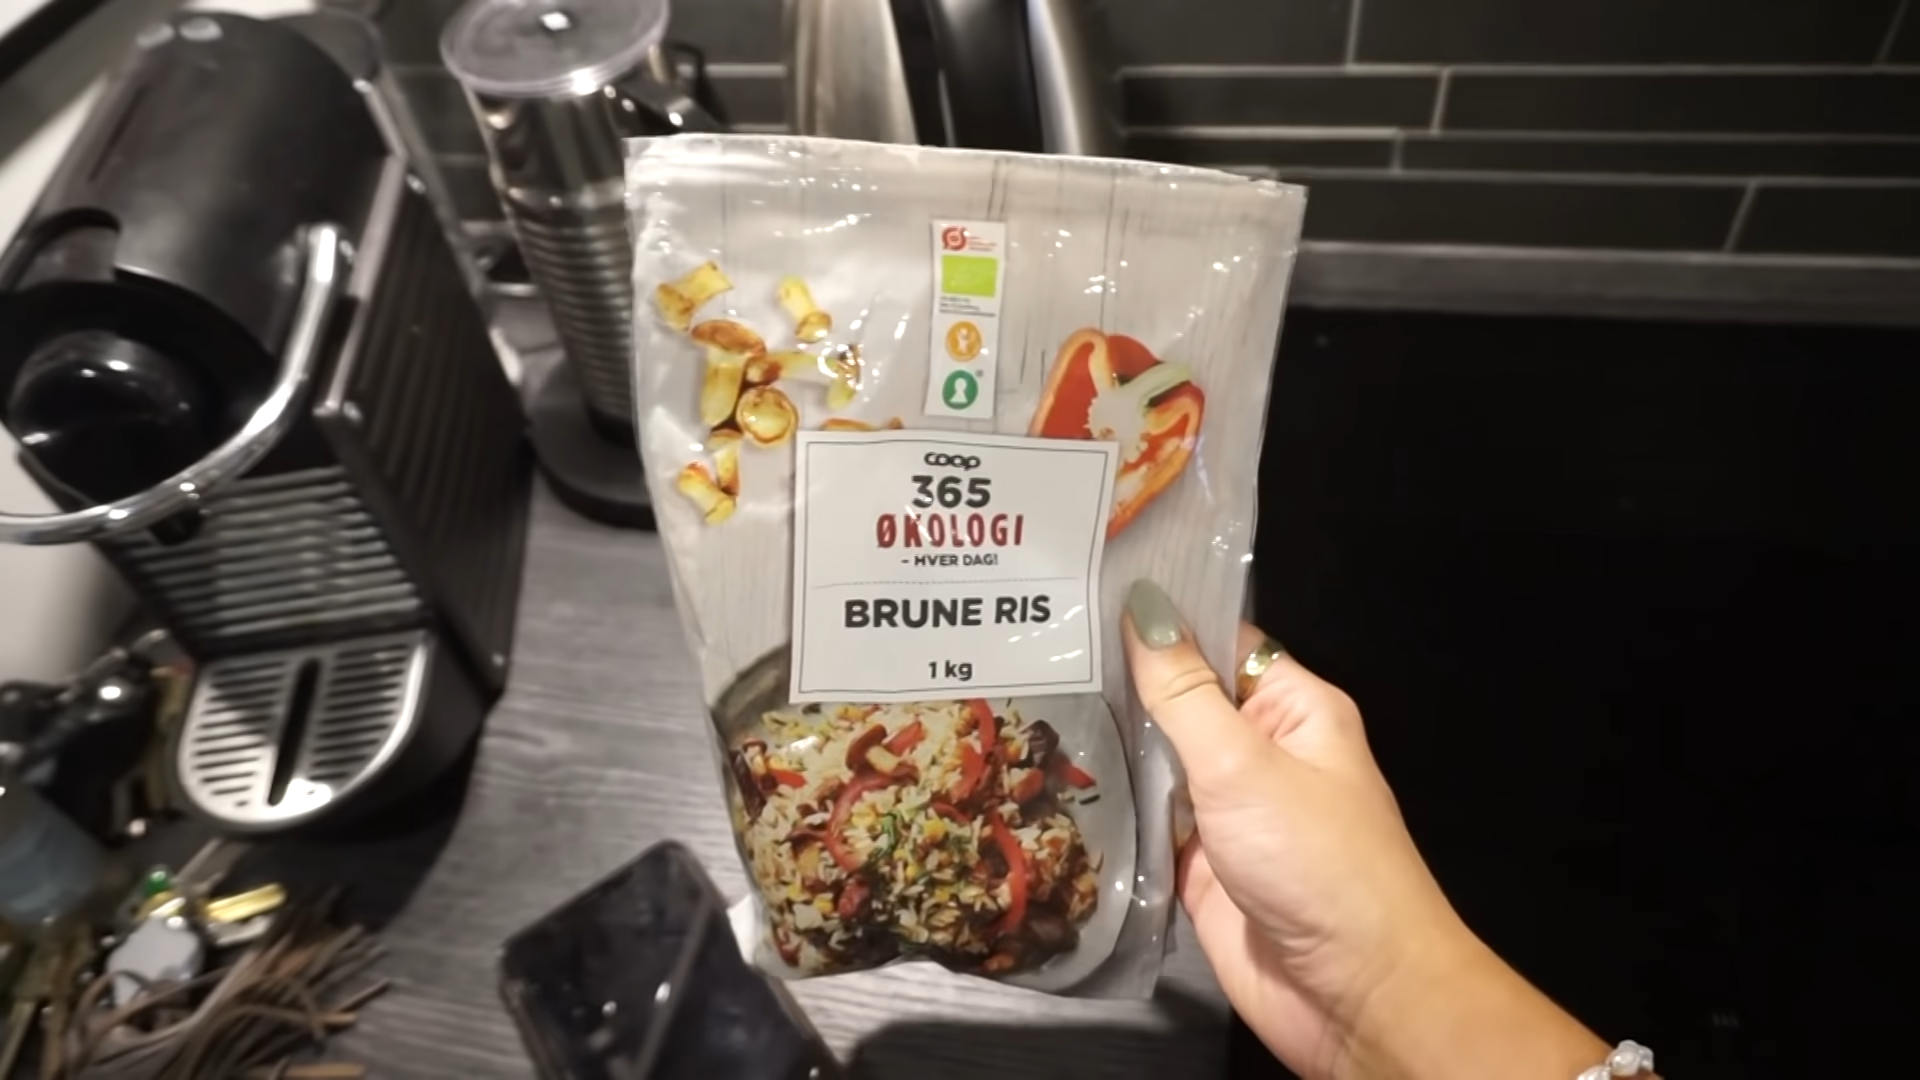 coop
365
ØKOLOGI
- HVER DAG!
BRUNE RIS
1 kg